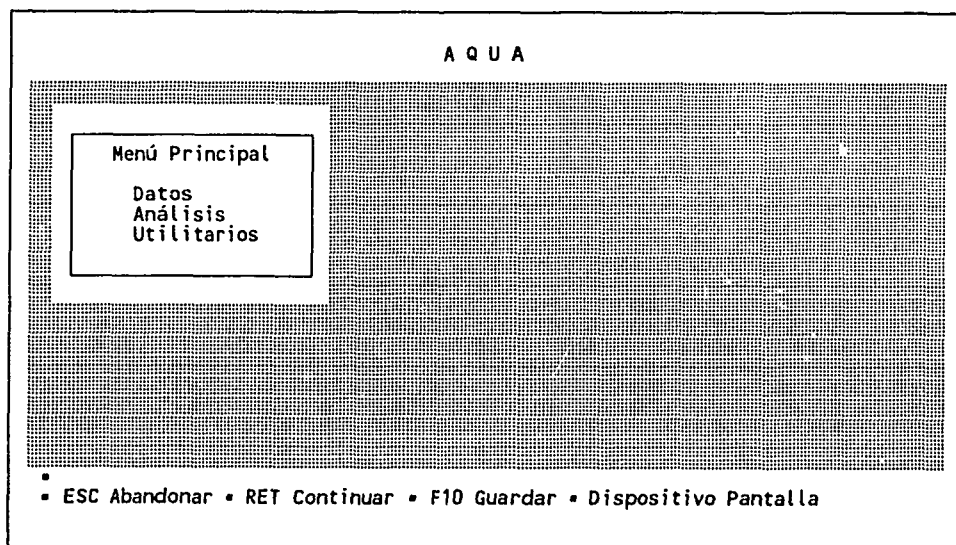 A Q U A
Menú Principal
Datos
Análisis
Utilitarios
▪ ESC Abandonar ▪ RET Continuar ▪ F10 Guardar ▪ Dispositivo Pantalla